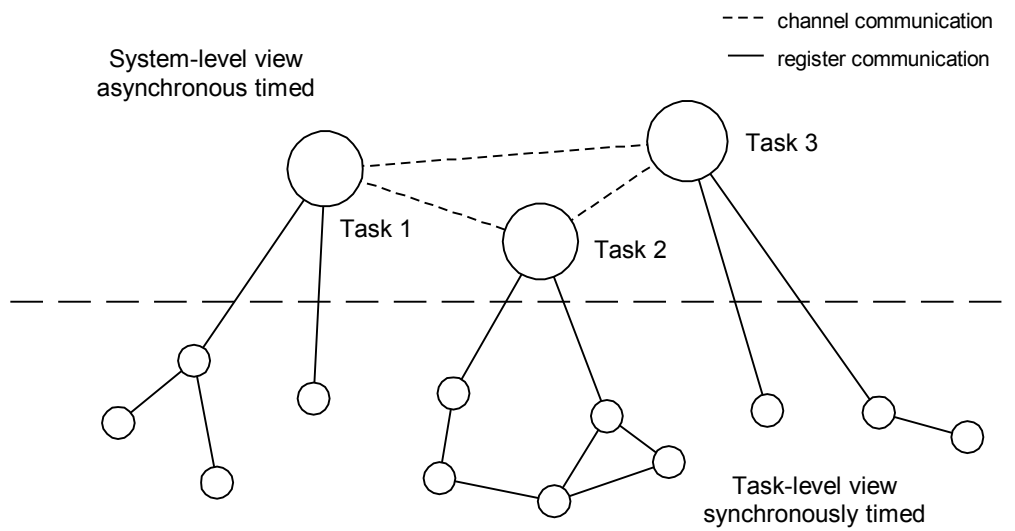 channel communication
register communication
System-level view
asynchronous timed
Task 3
Task 1
Task 2
Task-level view
synchronously timed